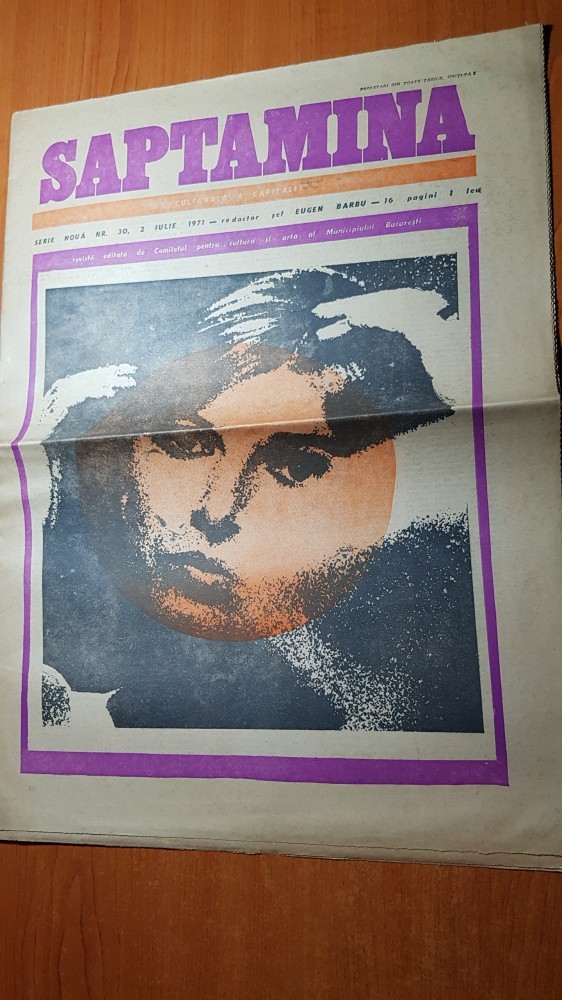 PROLETARI DIN TOATE ȚĂRILE, UNIȚI-VĂ!
SAPTAMINA
CULTURALĂ A CAPITALEI
SERIE NOUĂ NR. 30, 2 IULIE 1971 — redactor șef EUGEN BARBU — 16 pagini 1 leu
revistă editată de Comitetul pentru cultură și artă al Municipiului București